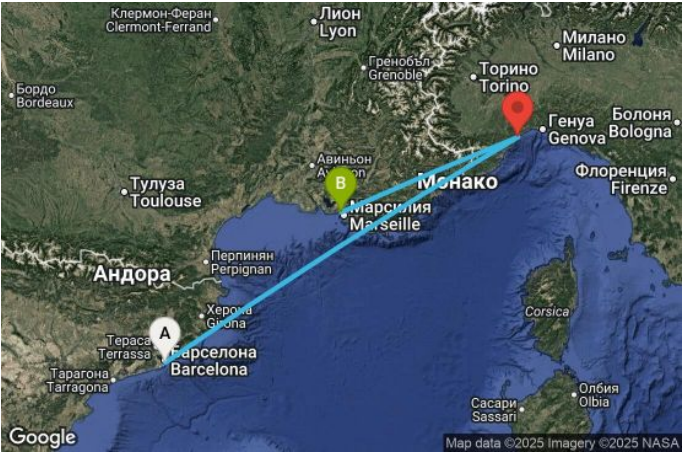 Клермон-Феран
Clermont-Ferrand
Лион
Lyon
Милано
Milano
Гренобъл
Grenoble
Торино
Torino
Бордо
Bordeaux
Генуа
Genova
Болоня
Bologna
Авиньон
B
Монако
Флоренция
Firenze
Тулуза
Toulouse
Марсилия
Marseille
Перпинян
Perpignan
Андора
Херона
Girona
Corsica
A
Тераса
Terrassa
Барселона
Barcelona
Тарагона
Tarragona
Сасари
Sassari
Олбия
Olbia
Google
Map data ©2025 Imagery ©2025 NASA